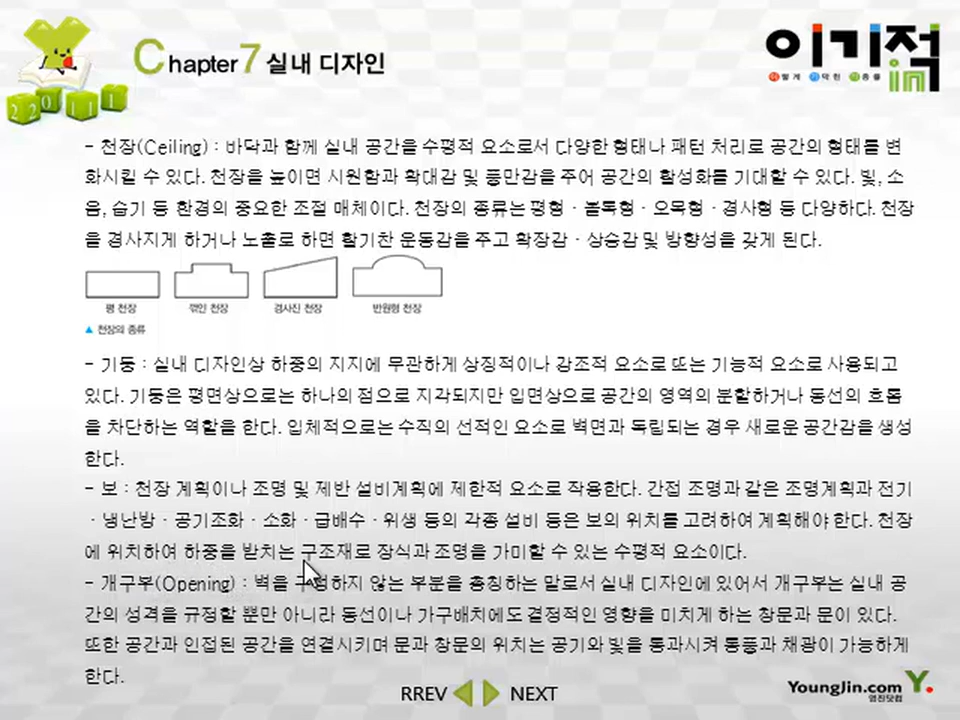 Chapter 7 실내 디자인
이기적 in
이렇게 기막힌 적중률
2 2 0 1 1 1
- 천장(Ceiling) : 바닥과 함께 실내 공간을 수평적 요소로서 다양한 형태나 패턴 처리로 공간의 형태를 변
화시킬 수 있다. 천장을 높이면 시원함과 확대감 및 풍만감을 주어 공간의 활성화를 기대할 수 있다. 빛, 소
음, 습기 등 환경의 중요한 조절 매체이다. 천장의 종류는 평형 · 볼록형 · 오목형 · 경사형 등 다양하다. 천장
을 경사지게 하거나 노출로 하면 활기찬 운동감을 주고 확장감 · 상승감 및 방향성을 갖게 된다.
평 천장 꺾인 천장 경사진 천장 반원형 천장
▲ 천장의 종류
- 기둥 : 실내 디자인상 하중의 지지에 무관하게 상징적이나 강조적 요소로 또는 기능적 요소로 사용되고
있다. 기둥은 평면상으로는 하나의 점으로 지각되지만 입면상으로 공간의 영역의 분할하거나 동선의 흐름
을 차단하는 역할을 한다. 입체적으로는 수직의 선적인 요소로 벽면과 독립되는 경우 새로운 공간감을 생성
한다.
- 보 : 천장 계획이나 조명 및 제반 설비계획에 제한적 요소로 작용한다. 간접 조명과 같은 조명계획과 전기
· 냉난방 · 공기조화 · 소화 · 급배수 · 위생 등의 각종 설비 등은 보의 위치를 고려하여 계획해야 한다. 천장
에 위치하여 하중을 받치는 구조재로 장식과 조명을 가미할 수 있는 수평적 요소이다.
- 개구부(Opening) : 벽을 구성하지 않는 부분을 총칭하는 말로서 실내 디자인에 있어서 개구부는 실내 공
간의 성격을 규정할 뿐만 아니라 동선이나 가구배치에도 결정적인 영향을 미치게 하는 창문과 문이 있다.
또한 공간과 인접된 공간을 연결시키며 문과 창문의 위치는 공기와 빛을 통과시켜 통풍과 채광이 가능하게
한다.
RREV NEXT
YoungJin.com Y.
영진닷컴